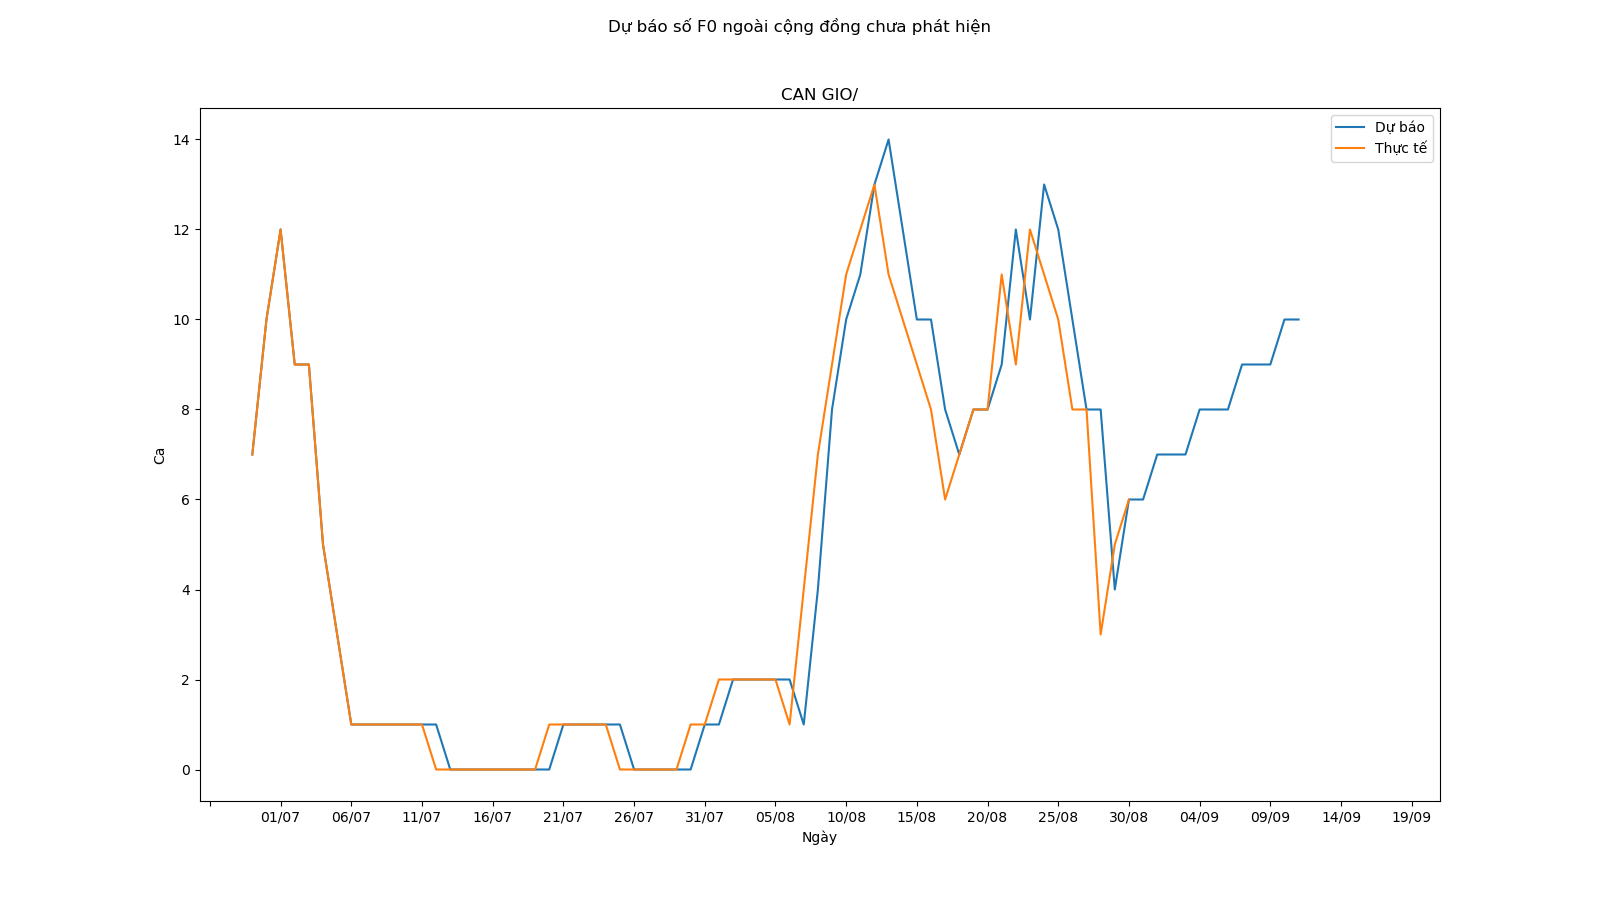 Dự báo số F0 ngoài cộng đồng chưa phát hiện
CAN GIO/
Dự báo
Thực tế
14
12
10
8
6
4
2
0
Ca
01/07 06/07 11/07 16/07 21/07 26/07 31/07 05/08 10/08 15/08 20/08 25/08 30/08 04/09 09/09 14/09 19/09
Ngày